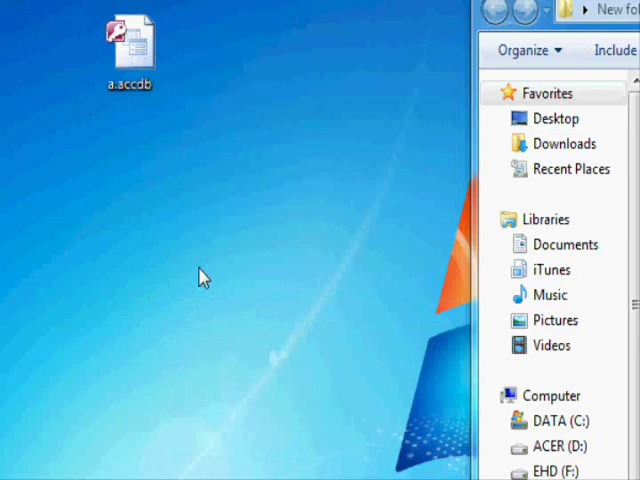 a.accdb
New fol
Organize
Include
Favorites
Desktop
Downloads
Recent Places
Libraries
Documents
iTunes
Music
Pictures
Videos
Computer
DATA (C:)
ACER (D:)
EHD (F:)